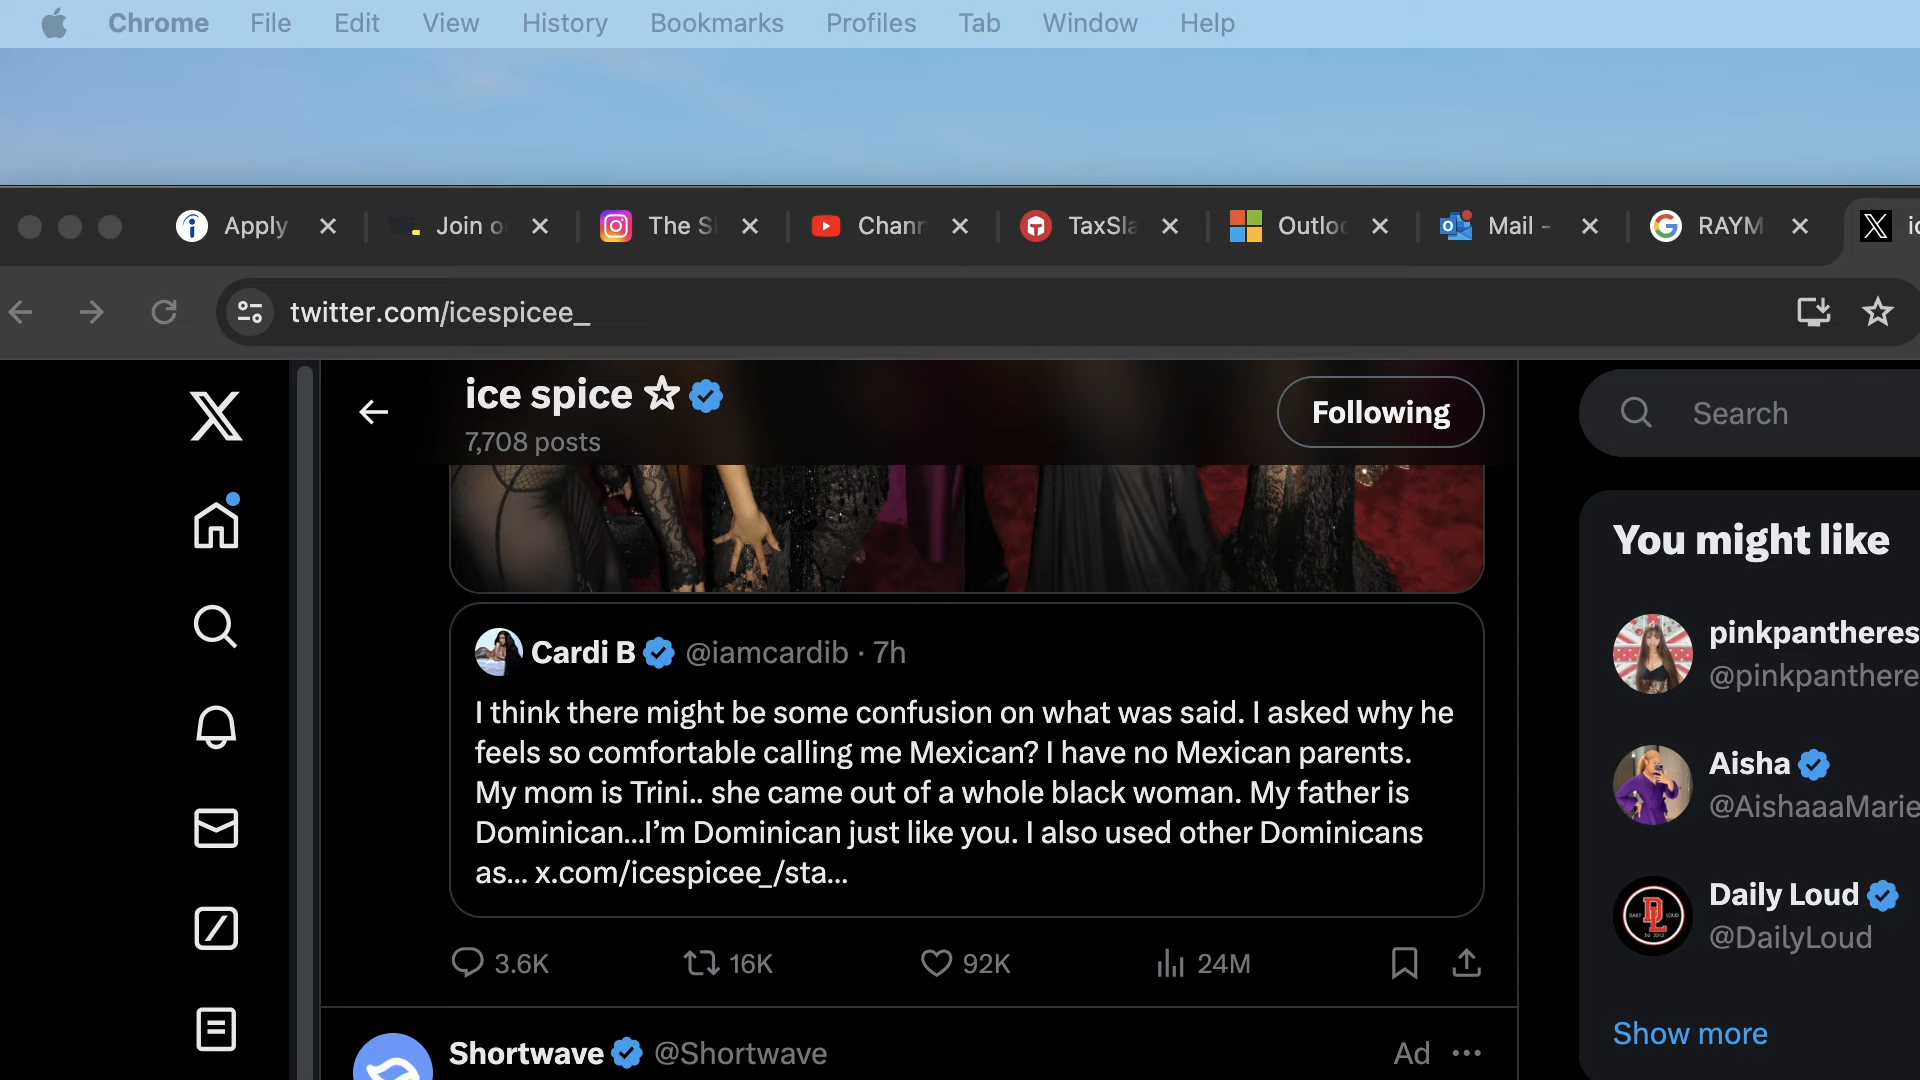 Chrome File Edit View History Bookmarks Profiles Tab Window Help
Apply Join o The S Chann TaxSla Outloo Mail - RAYM ic
twitter.com/icespicee_
ice spice ☆
7,708 posts
Following
Search
Cardi B @iamcardib · 7h
I think there might be some confusion on what was said. I asked why he
feels so comfortable calling me Mexican? I have no Mexican parents.
My mom is Trini.. she came out of a whole black woman. My father is
Dominican...I’m Dominican just like you. I also used other Dominicans
as... x.com/icespicee_/sta...
3.6K 16K 92K 24M
Shortwave @Shortwave Ad
You might like
pinkpantheres
@pinkpanthere
Aisha
@AishaaaMarie
Daily Loud
@DailyLoud
Show more